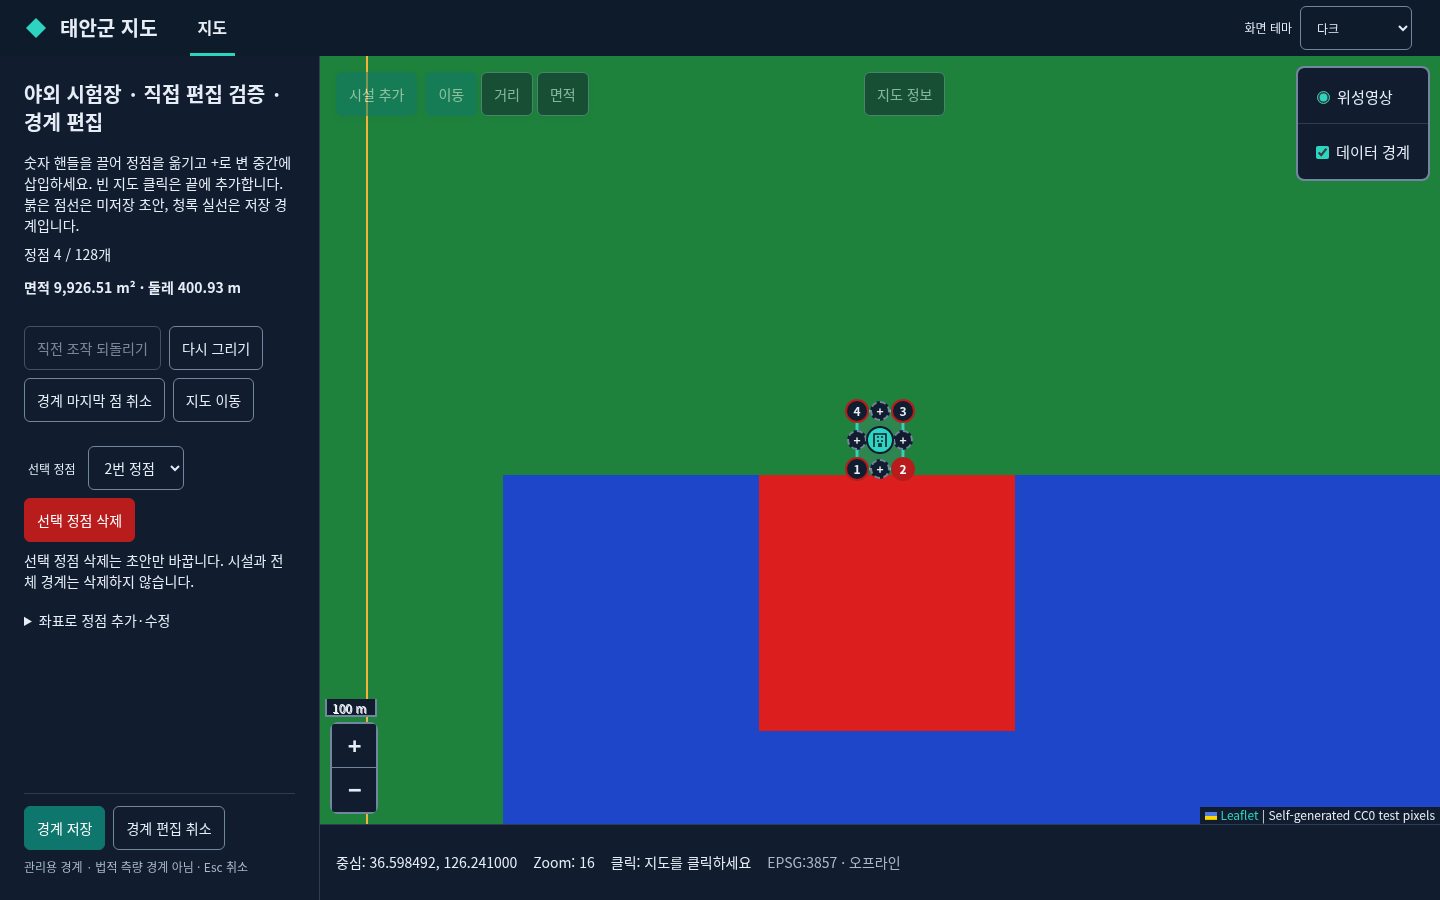 태안군 지도
지도
화면 테마
다크
야외 시험장 · 직접 편집 검증 ·
경계 편집
숫자 핸들을 끌어 정점을 옮기고 +로 변 중간에
삽입하세요. 빈 지도 클릭은 끝에 추가합니다.
붉은 점선은 미저장 초안, 청록 실선은 저장 경
계입니다.
정점 4 / 128개
면적 9,926.51 m² · 둘레 400.93 m
직전 조작 되돌리기
다시 그리기
경계 마지막 점 취소
지도 이동
선택 정점
2번 정점
선택 정점 삭제
선택 정점 삭제는 초안만 바꿉니다. 시설과 전
체 경계는 삭제하지 않습니다.
▶ 좌표로 정점 추가·수정
경계 저장
경계 편집 취소
관리용 경계 · 법적 측량 경계 아님 · Esc 취소
시설 추가
이동
거리
면적
지도 정보
위성영상
데이터 경계
4
+
3
+
+
1
+
2
100 m
+
−
Leaflet | Self-generated CC0 test pixels
중심: 36.598492, 126.241000
Zoom: 16
클릭: 지도를 클릭하세요
EPSG:3857 · 오프라인